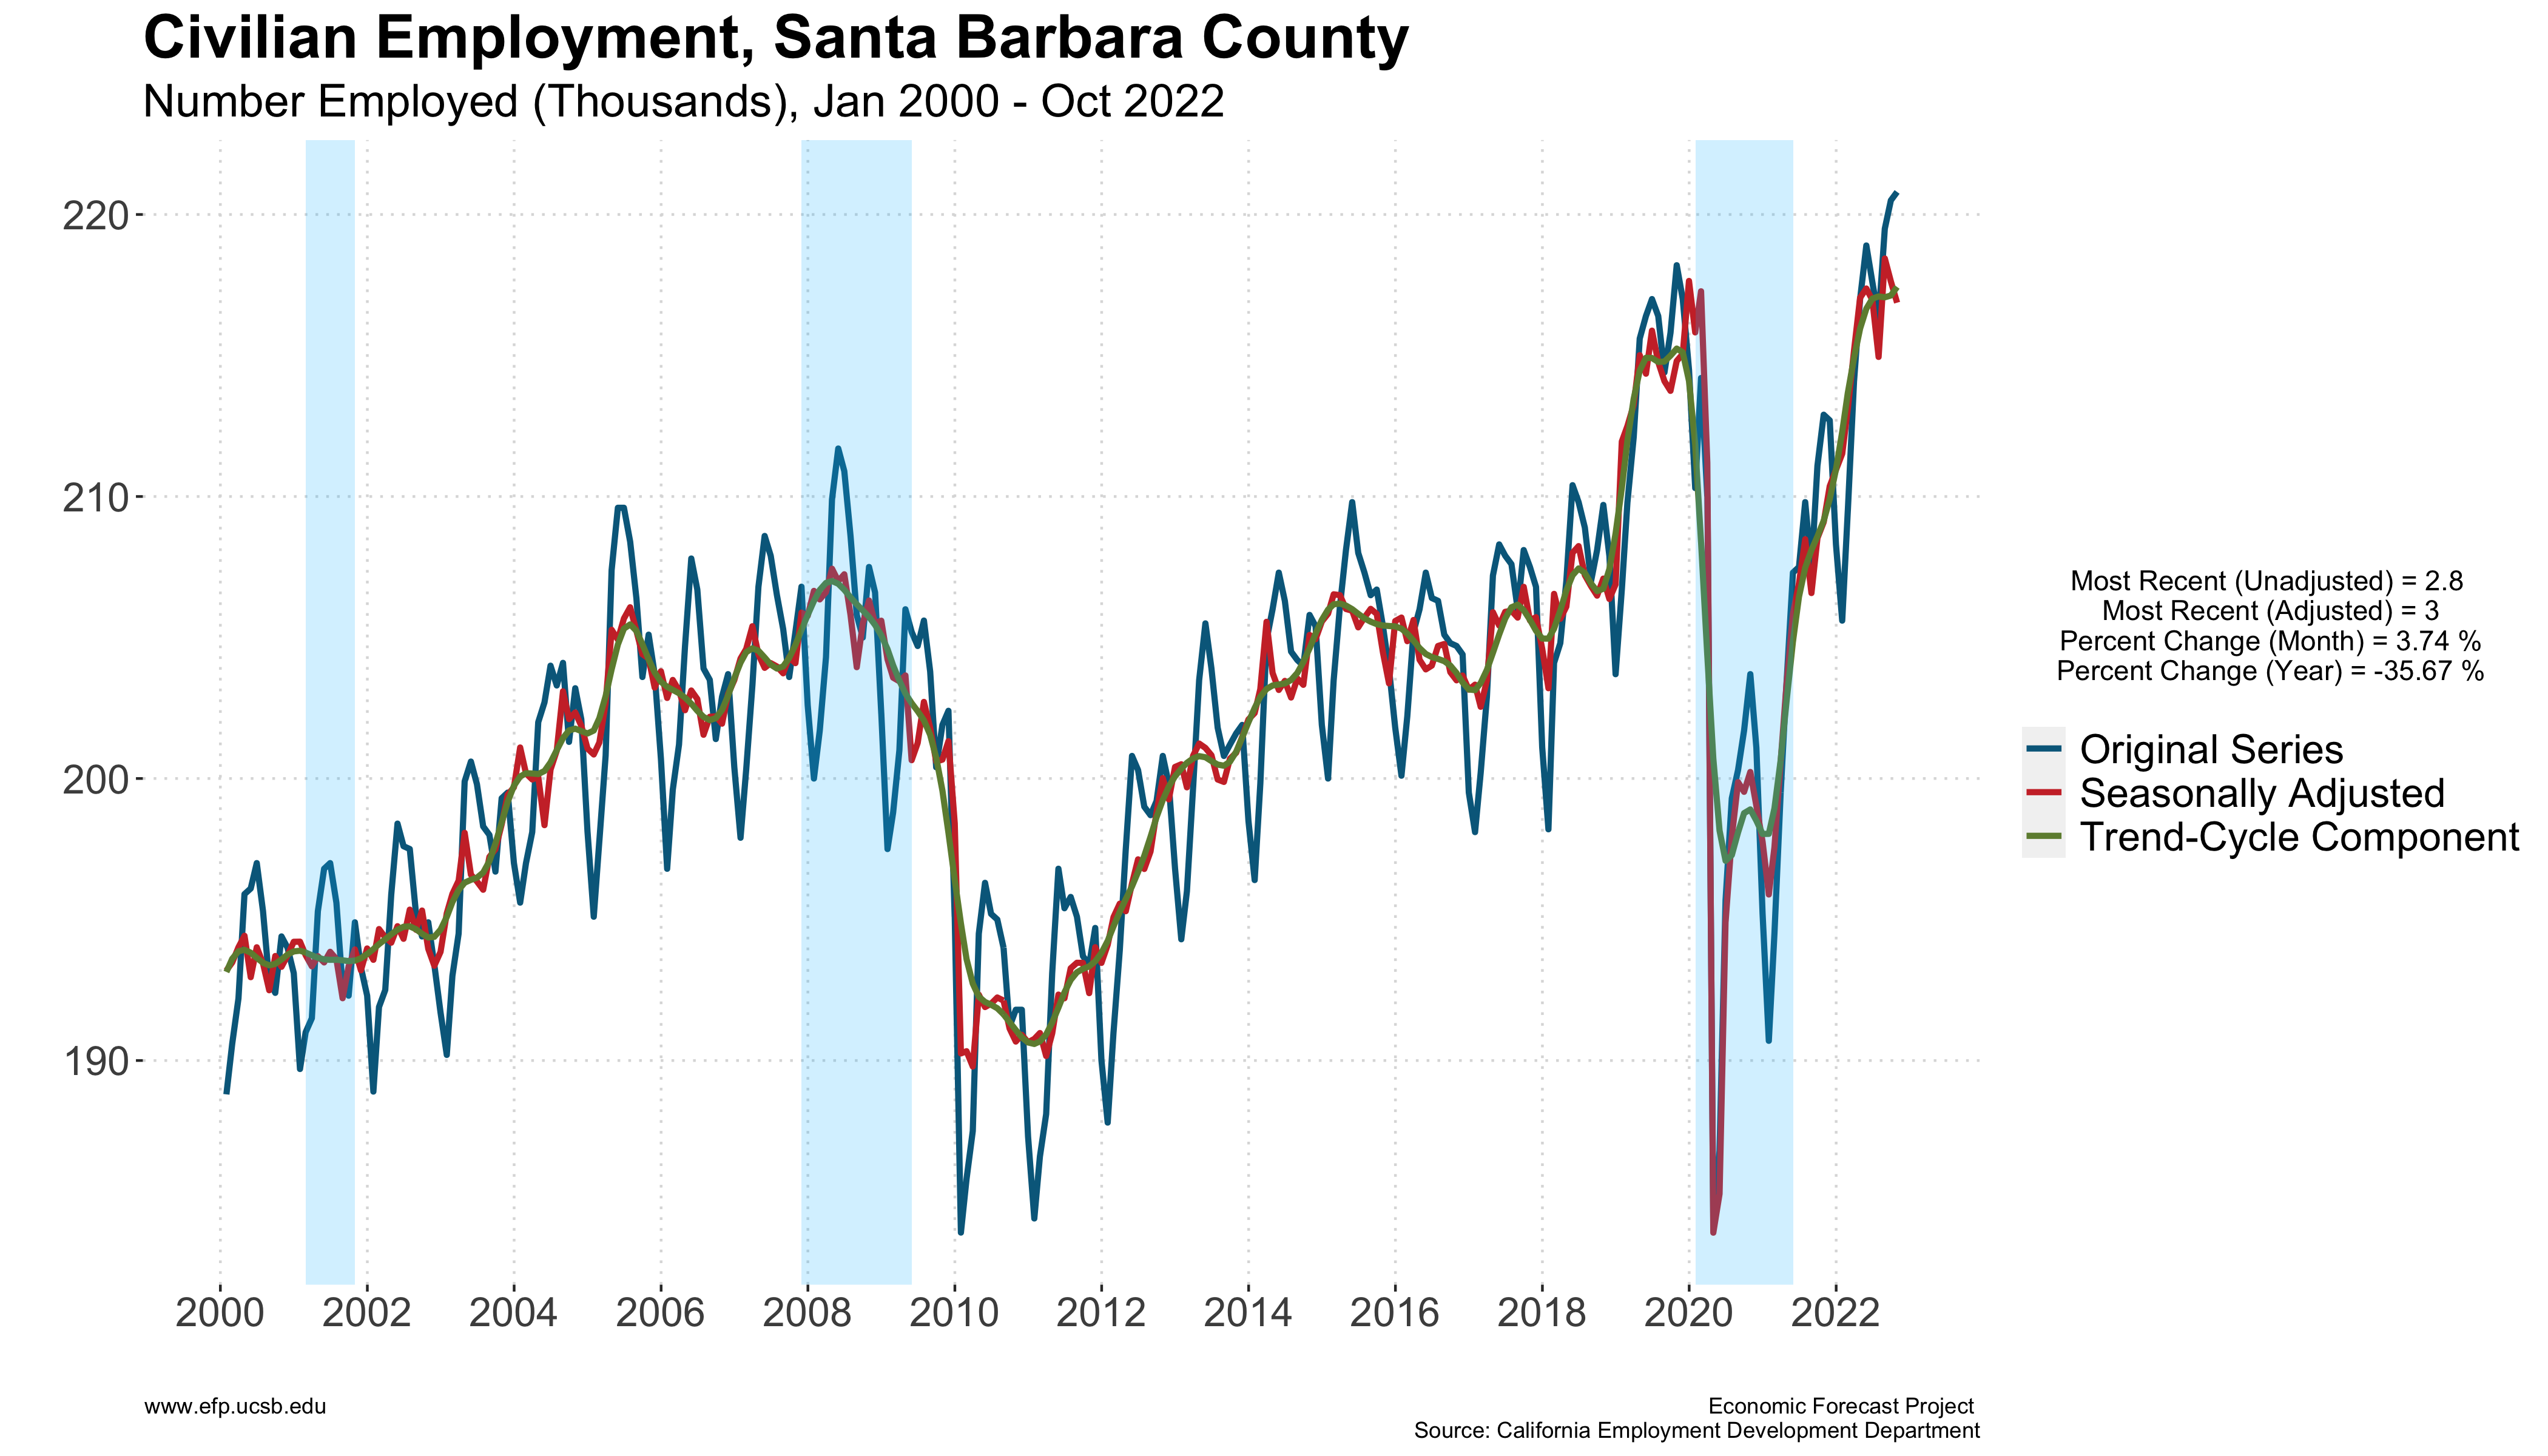 Civilian Employment, Santa Barbara County
Number Employed (Thousands), Jan 2000 - Oct 2022
220
210
200
190
2000 2002 2004 2006 2008 2010 2012 2014 2016 2018 2020 2022
Most Recent (Unadjusted) = 2.8
Most Recent (Adjusted) = 3
Percent Change (Month) = 3.74 %
Percent Change (Year) = -35.67 %
Original Series
Seasonally Adjusted
Trend-Cycle Component
www.efp.ucsb.edu
Economic Forecast Project
Source: California Employment Development Department